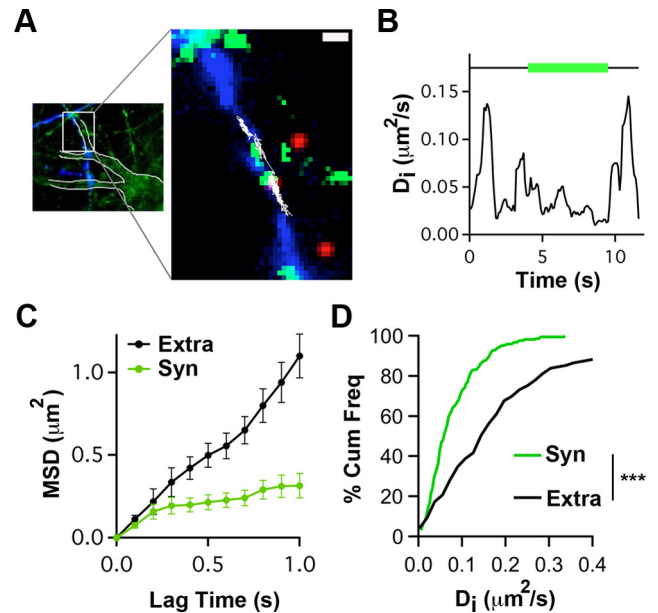 A
B
D_i (μm²/s)
0.15
0.10
0.05
0.00
0
5
10
Time (s)
C
Extra
Syn
MSD (μm²)
1.0
0.5
0.0
0.0
0.5
1.0
Lag Time (s)
D
% Cum Freq
100
80
60
40
20
0
Syn
Extra
***
0.0
0.1
0.2
0.3
0.4
D_i (μm²/s)